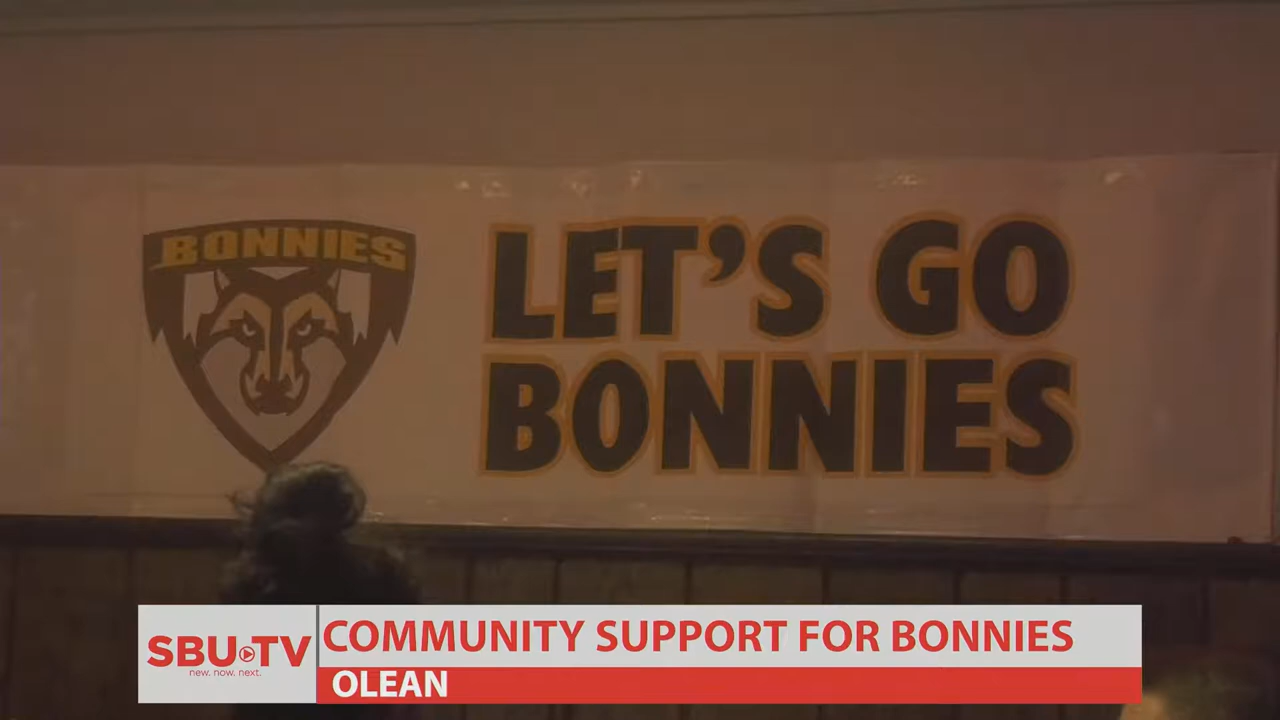 BONNIES
LET'S GO
BONNIES
SBU TV
new. now. next.
COMMUNITY SUPPORT FOR BONNIES
OLEAN